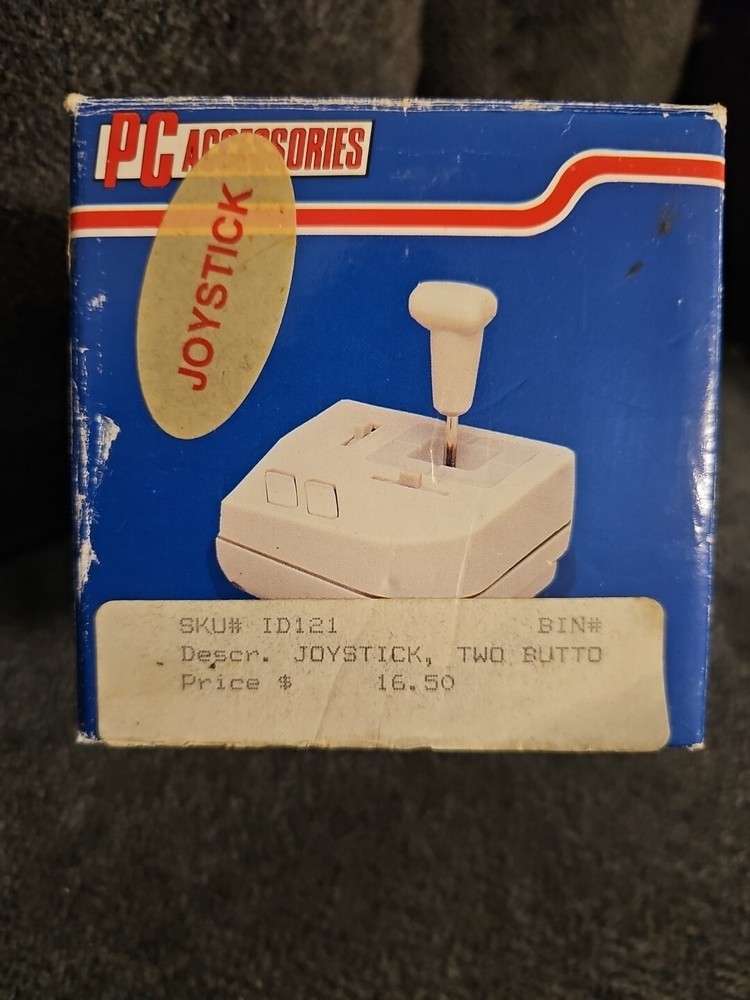 PC ACCESSORIES
JOYSTICK
SKU# ID121 BIN#
Descr. JOYSTICK, TWO BUTTO
Price $ 16.50